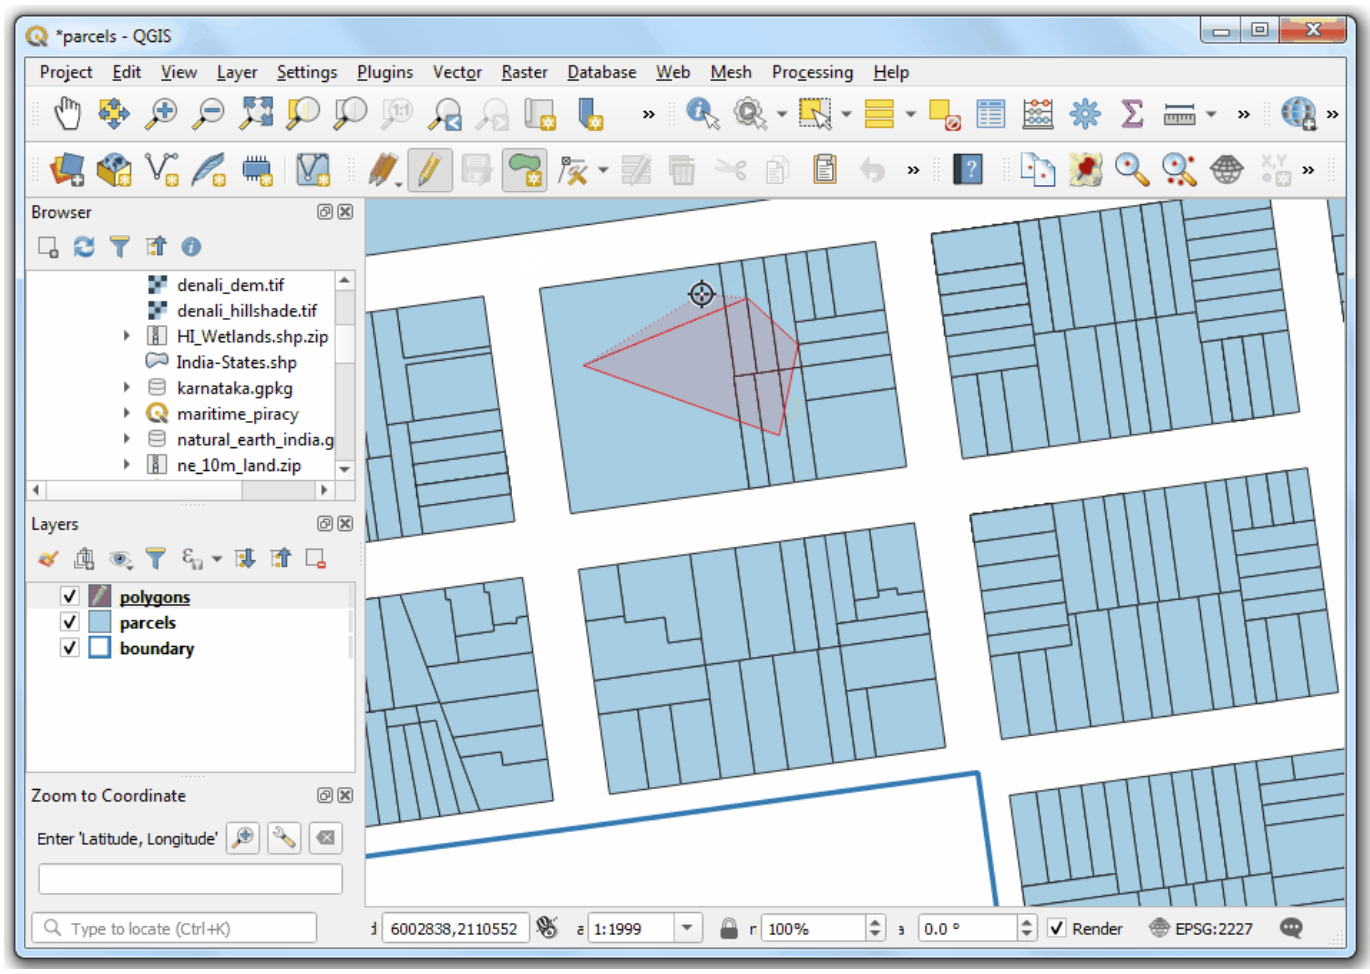 *parcels - QGIS
Project Edit View Layer Settings Plugins Vector Raster Database Web Mesh Processing Help
1:1
» » »
» ? X,Y »
Browser
denali_dem.tif
denali_hillshade.tif
HI_Wetlands.shp.zip
India-States.shp
karnataka.gpkg
maritime_piracy
natural_earth_india.g
ne_10m_land.zip
Layers
polygons
parcels
boundary
Zoom to Coordinate
Enter 'Latitude, Longitude'
Type to locate (Ctrl+K) 6002838,2110552 1:1999 100% 0.0 ° Render EPSG:2227